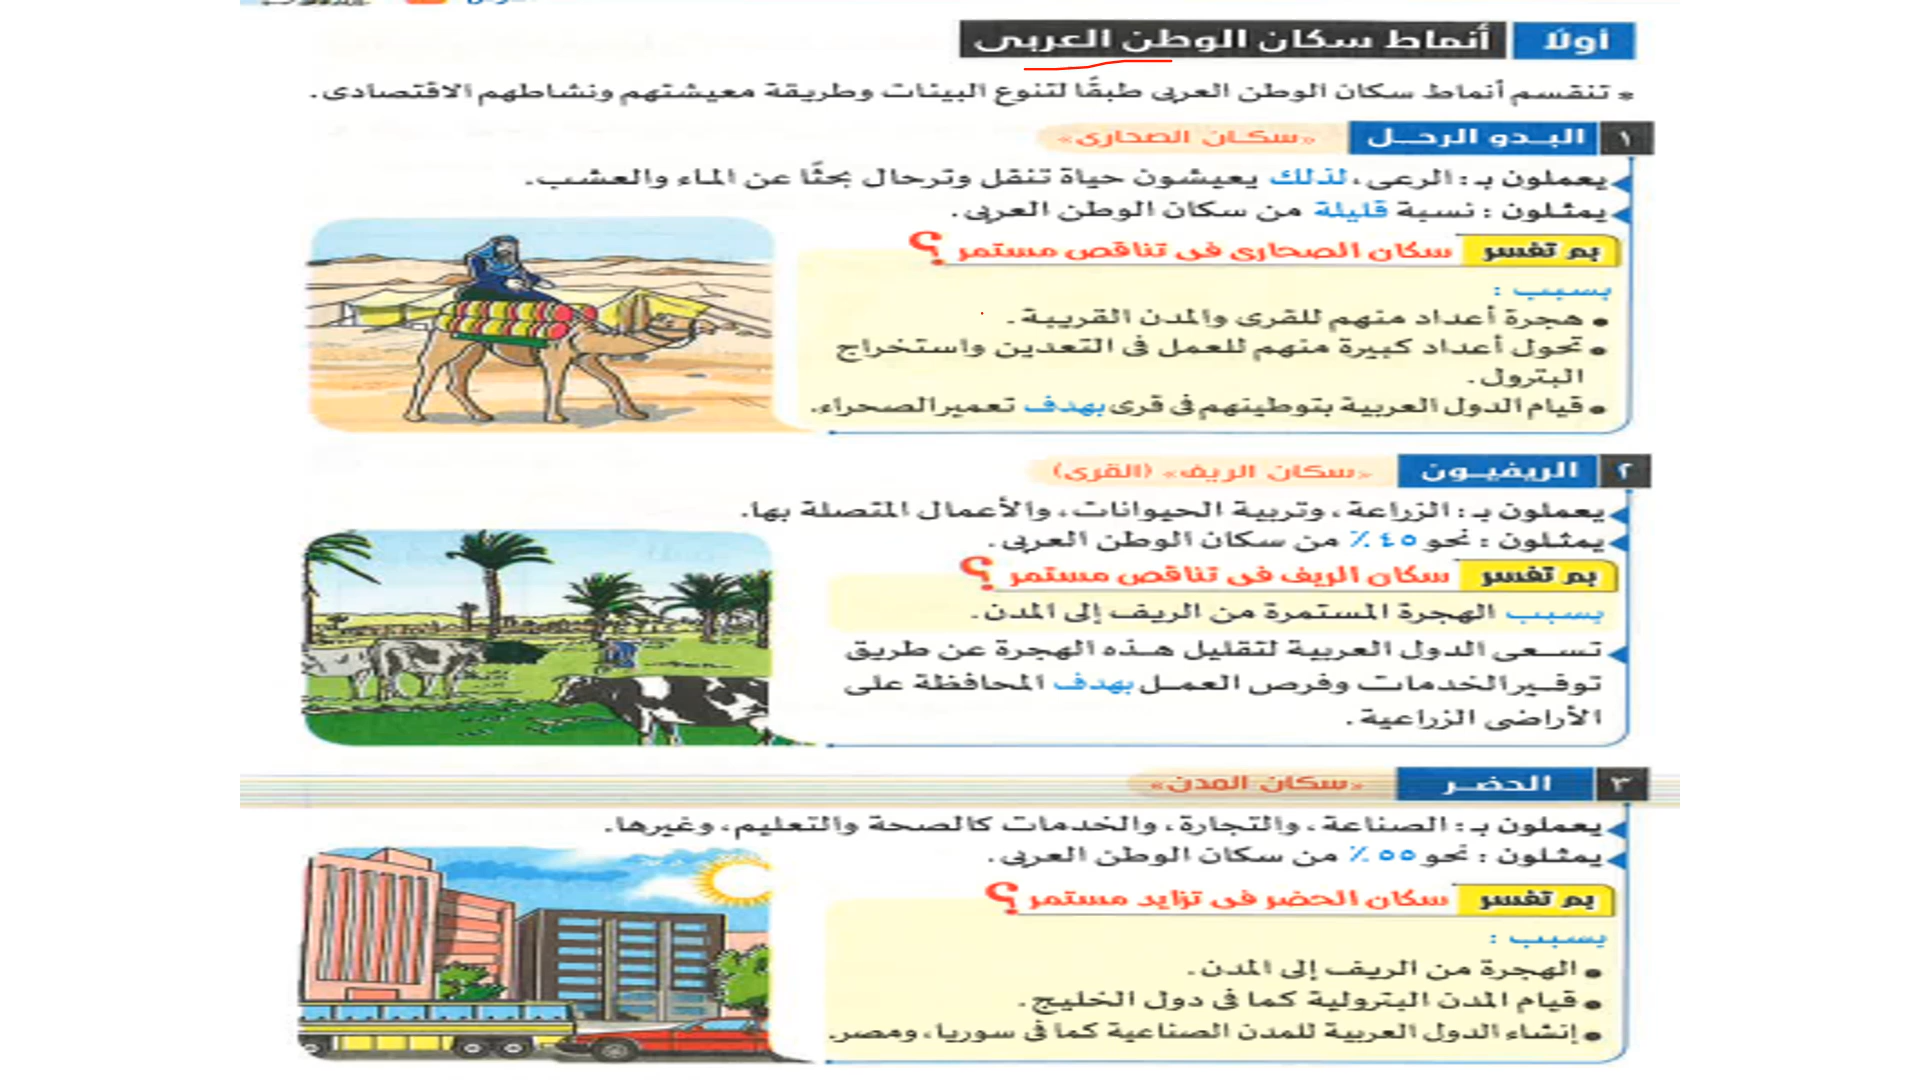 أولًا أنماط سكان الوطن العربى
* تنقسم أنماط سكان الوطن العربى طبقًا لتنوع البيئات وطريقة معيشتهم ونشاطهم الاقتصادى.
١ البـدو الرحـل «سكان الصحارى»
يعملون بـ : الرعى، لذلك يعيشون حياة تنقل وترحال بحثًا عن الماء والعشب.
يمثلون : نسبة قليلة من سكان الوطن العربى.
بم تفسر سكان الصحارى فى تناقص مستمر ؟
بسبب :
• هجرة أعداد منهم للقرى والمدن القريبة.
• تحول أعداد كبيرة منهم للعمل فى التعدين واستخراج
البترول.
• قيام الدول العربية بتوطينهم فى قرى بهدف تعمير الصحراء.
٢ الريفيـون «سكان الريف» (القرى)
يعملون بـ : الزراعة، وتربية الحيوانات، والأعمال المتصلة بها.
يمثلون : نحو ٤٥ ٪ من سكان الوطن العربى.
بم تفسر سكان الريف فى تناقص مستمر ؟
بسبب الهجرة المستمرة من الريف إلى المدن.
تسعى الدول العربية لتقليل هذه الهجرة عن طريق
توفير الخدمات وفرص العمل بهدف المحافظة على
الأراضى الزراعية.
٣ الحضـر «سكان المدن»
يعملون بـ : الصناعة، والتجارة، والخدمات كالصحة والتعليم، وغيرها.
يمثلون : نحو ٥٥ ٪ من سكان الوطن العربى.
بم تفسر سكان الحضر فى تزايد مستمر ؟
بسبب :
• الهجرة من الريف إلى المدن.
• قيام المدن البترولية كما فى دول الخليج.
• إنشاء الدول العربية للمدن الصناعية كما فى سوريا، ومصر.